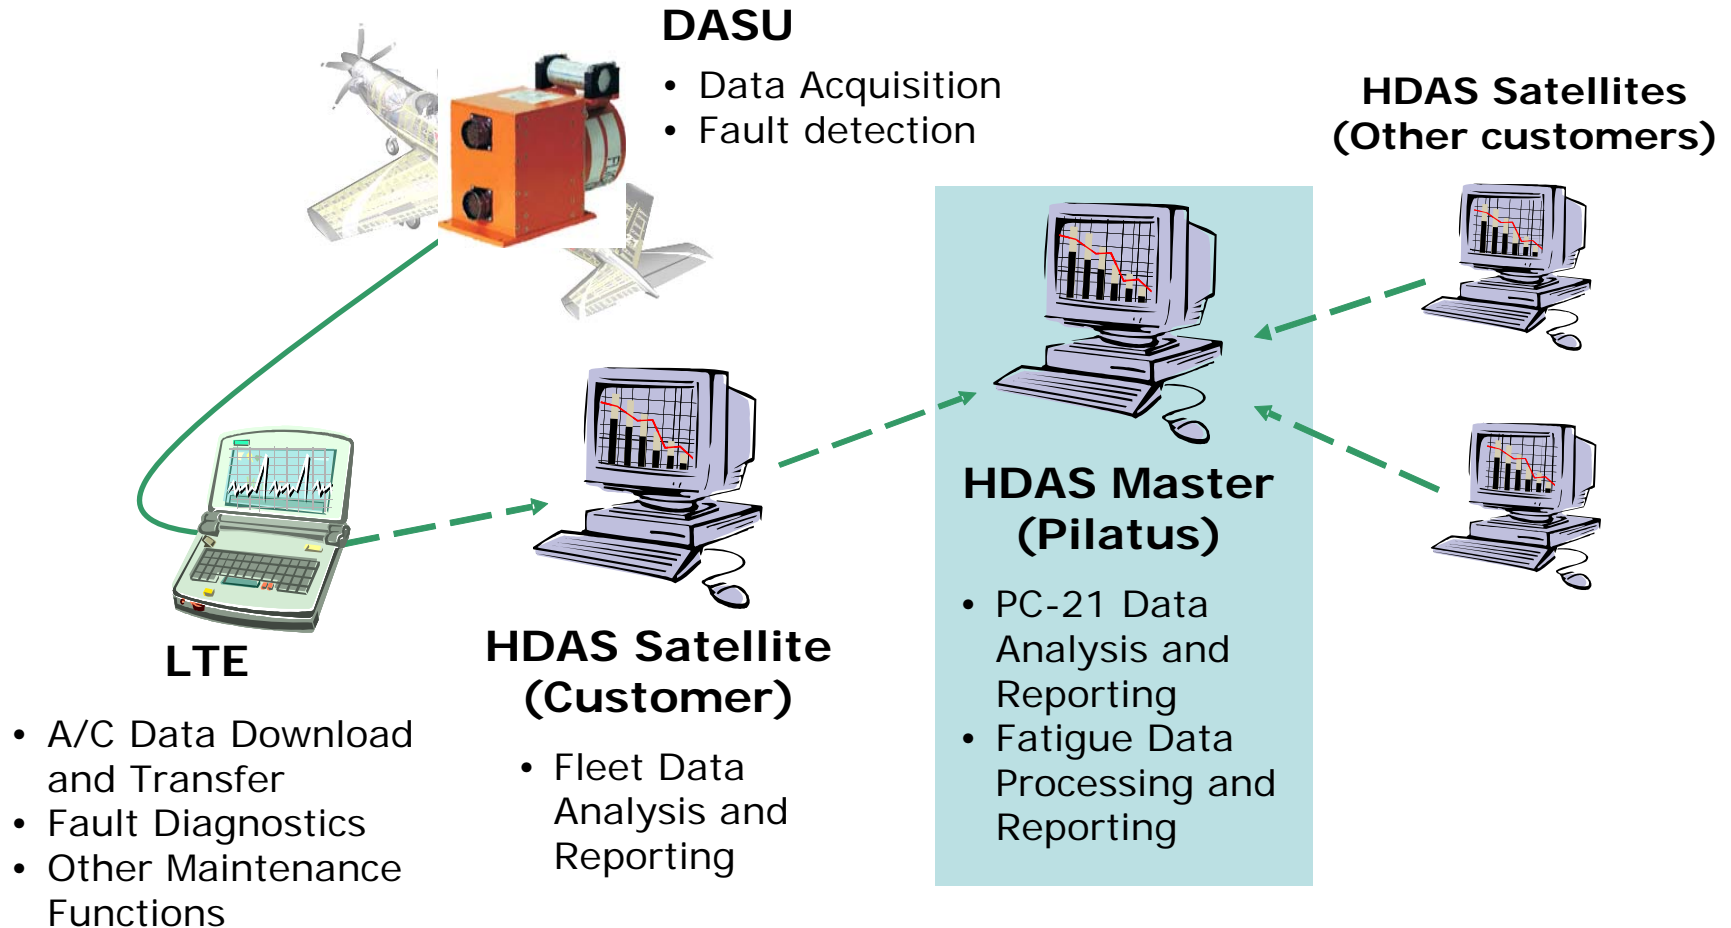 DASU
• Data Acquisition
• Fault detection
HDAS Satellites
(Other customers)
LTE
• A/C Data Download
and Transfer
• Fault Diagnostics
• Other Maintenance
Functions
HDAS Satellite
(Customer)
• Fleet Data
Analysis and
Reporting
HDAS Master
(Pilatus)
• PC-21 Data
Analysis and
Reporting
• Fatigue Data
Processing and
Reporting